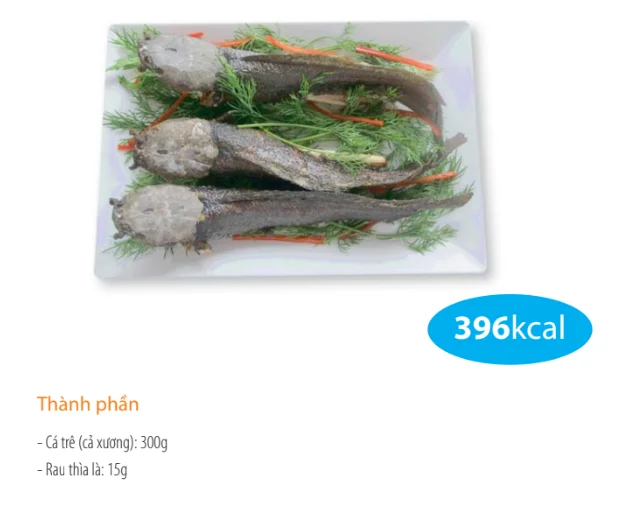 396kcal
Thành phần
- Cá trê (cả xương): 300g
- Rau thìa là: 15g